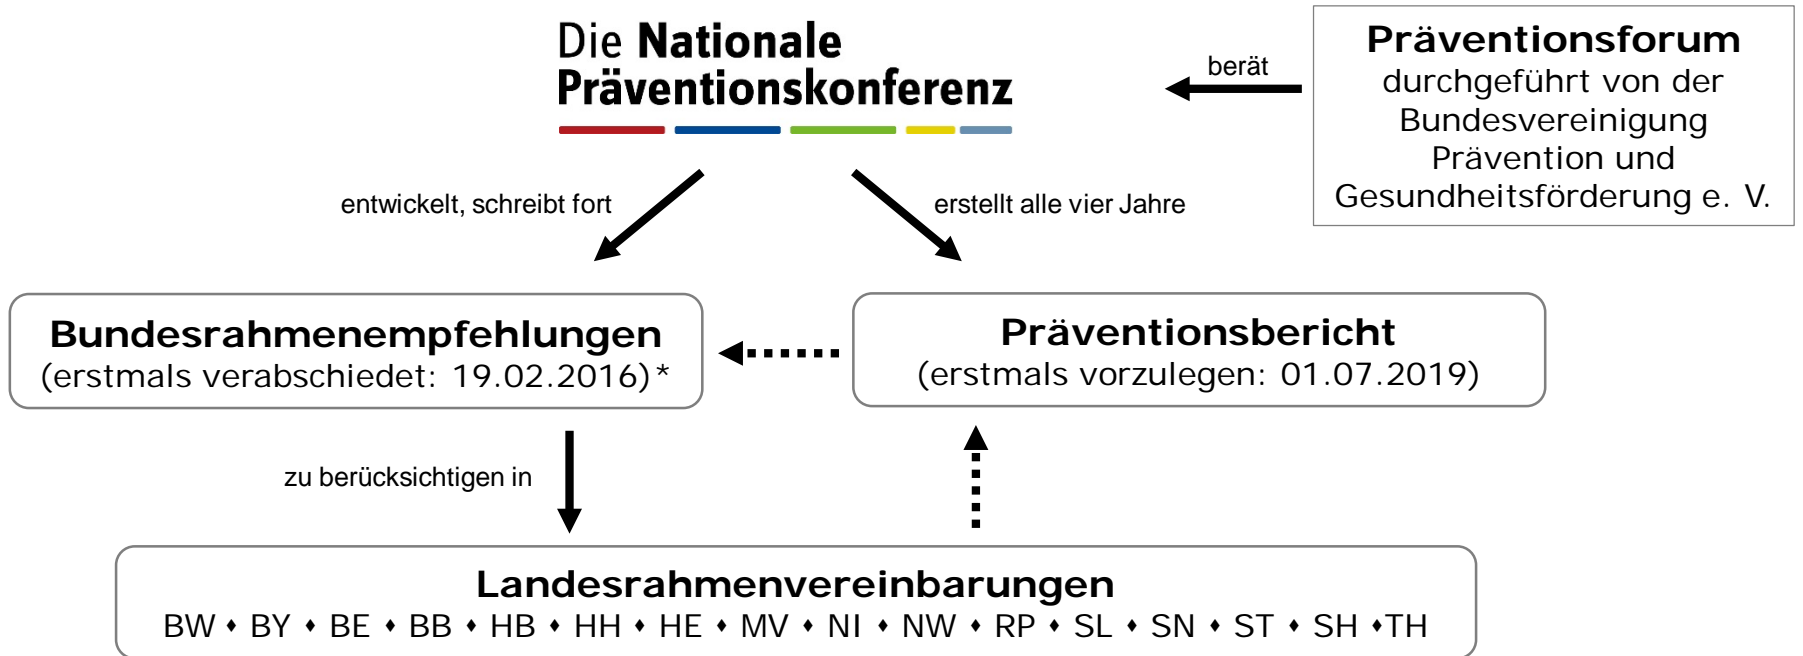 Die Nationale
Präventionskonferenz
berät
Präventionsforum
durchgeführt von der
Bundesvereinigung
Prävention und
Gesundheitsförderung e. V.
entwickelt, schreibt fort
erstellt alle vier Jahre
Bundesrahmenempfehlungen
(erstmals verabschiedet: 19.02.2016)*
Präventionsbericht
(erstmals vorzulegen: 01.07.2019)
zu berücksichtigen in
Landesrahmenvereinbarungen
BW ♦ BY ♦ BE ♦ BB ♦ HB ♦ HH ♦ HE ♦ MV ♦ NI ♦ NW ♦ RP ♦ SL ♦ SN ♦ ST ♦ SH ♦TH